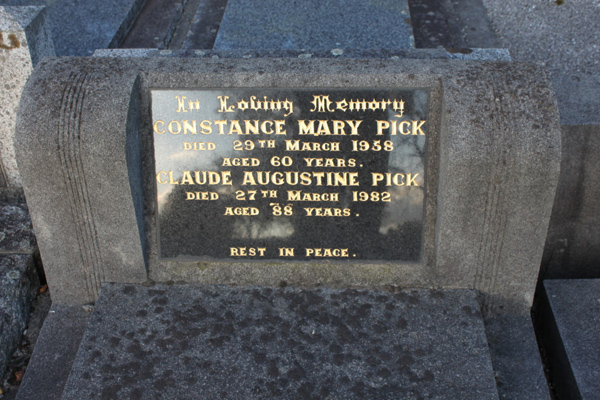 In Loving Memory
CONSTANCE MARY PICK
DIED 29TH MARCH 1958
AGED 60 YEARS.
CLAUDE AUGUSTINE PICK
DIED 27TH MARCH 1982
AGED 88 YEARS.
REST IN PEACE.